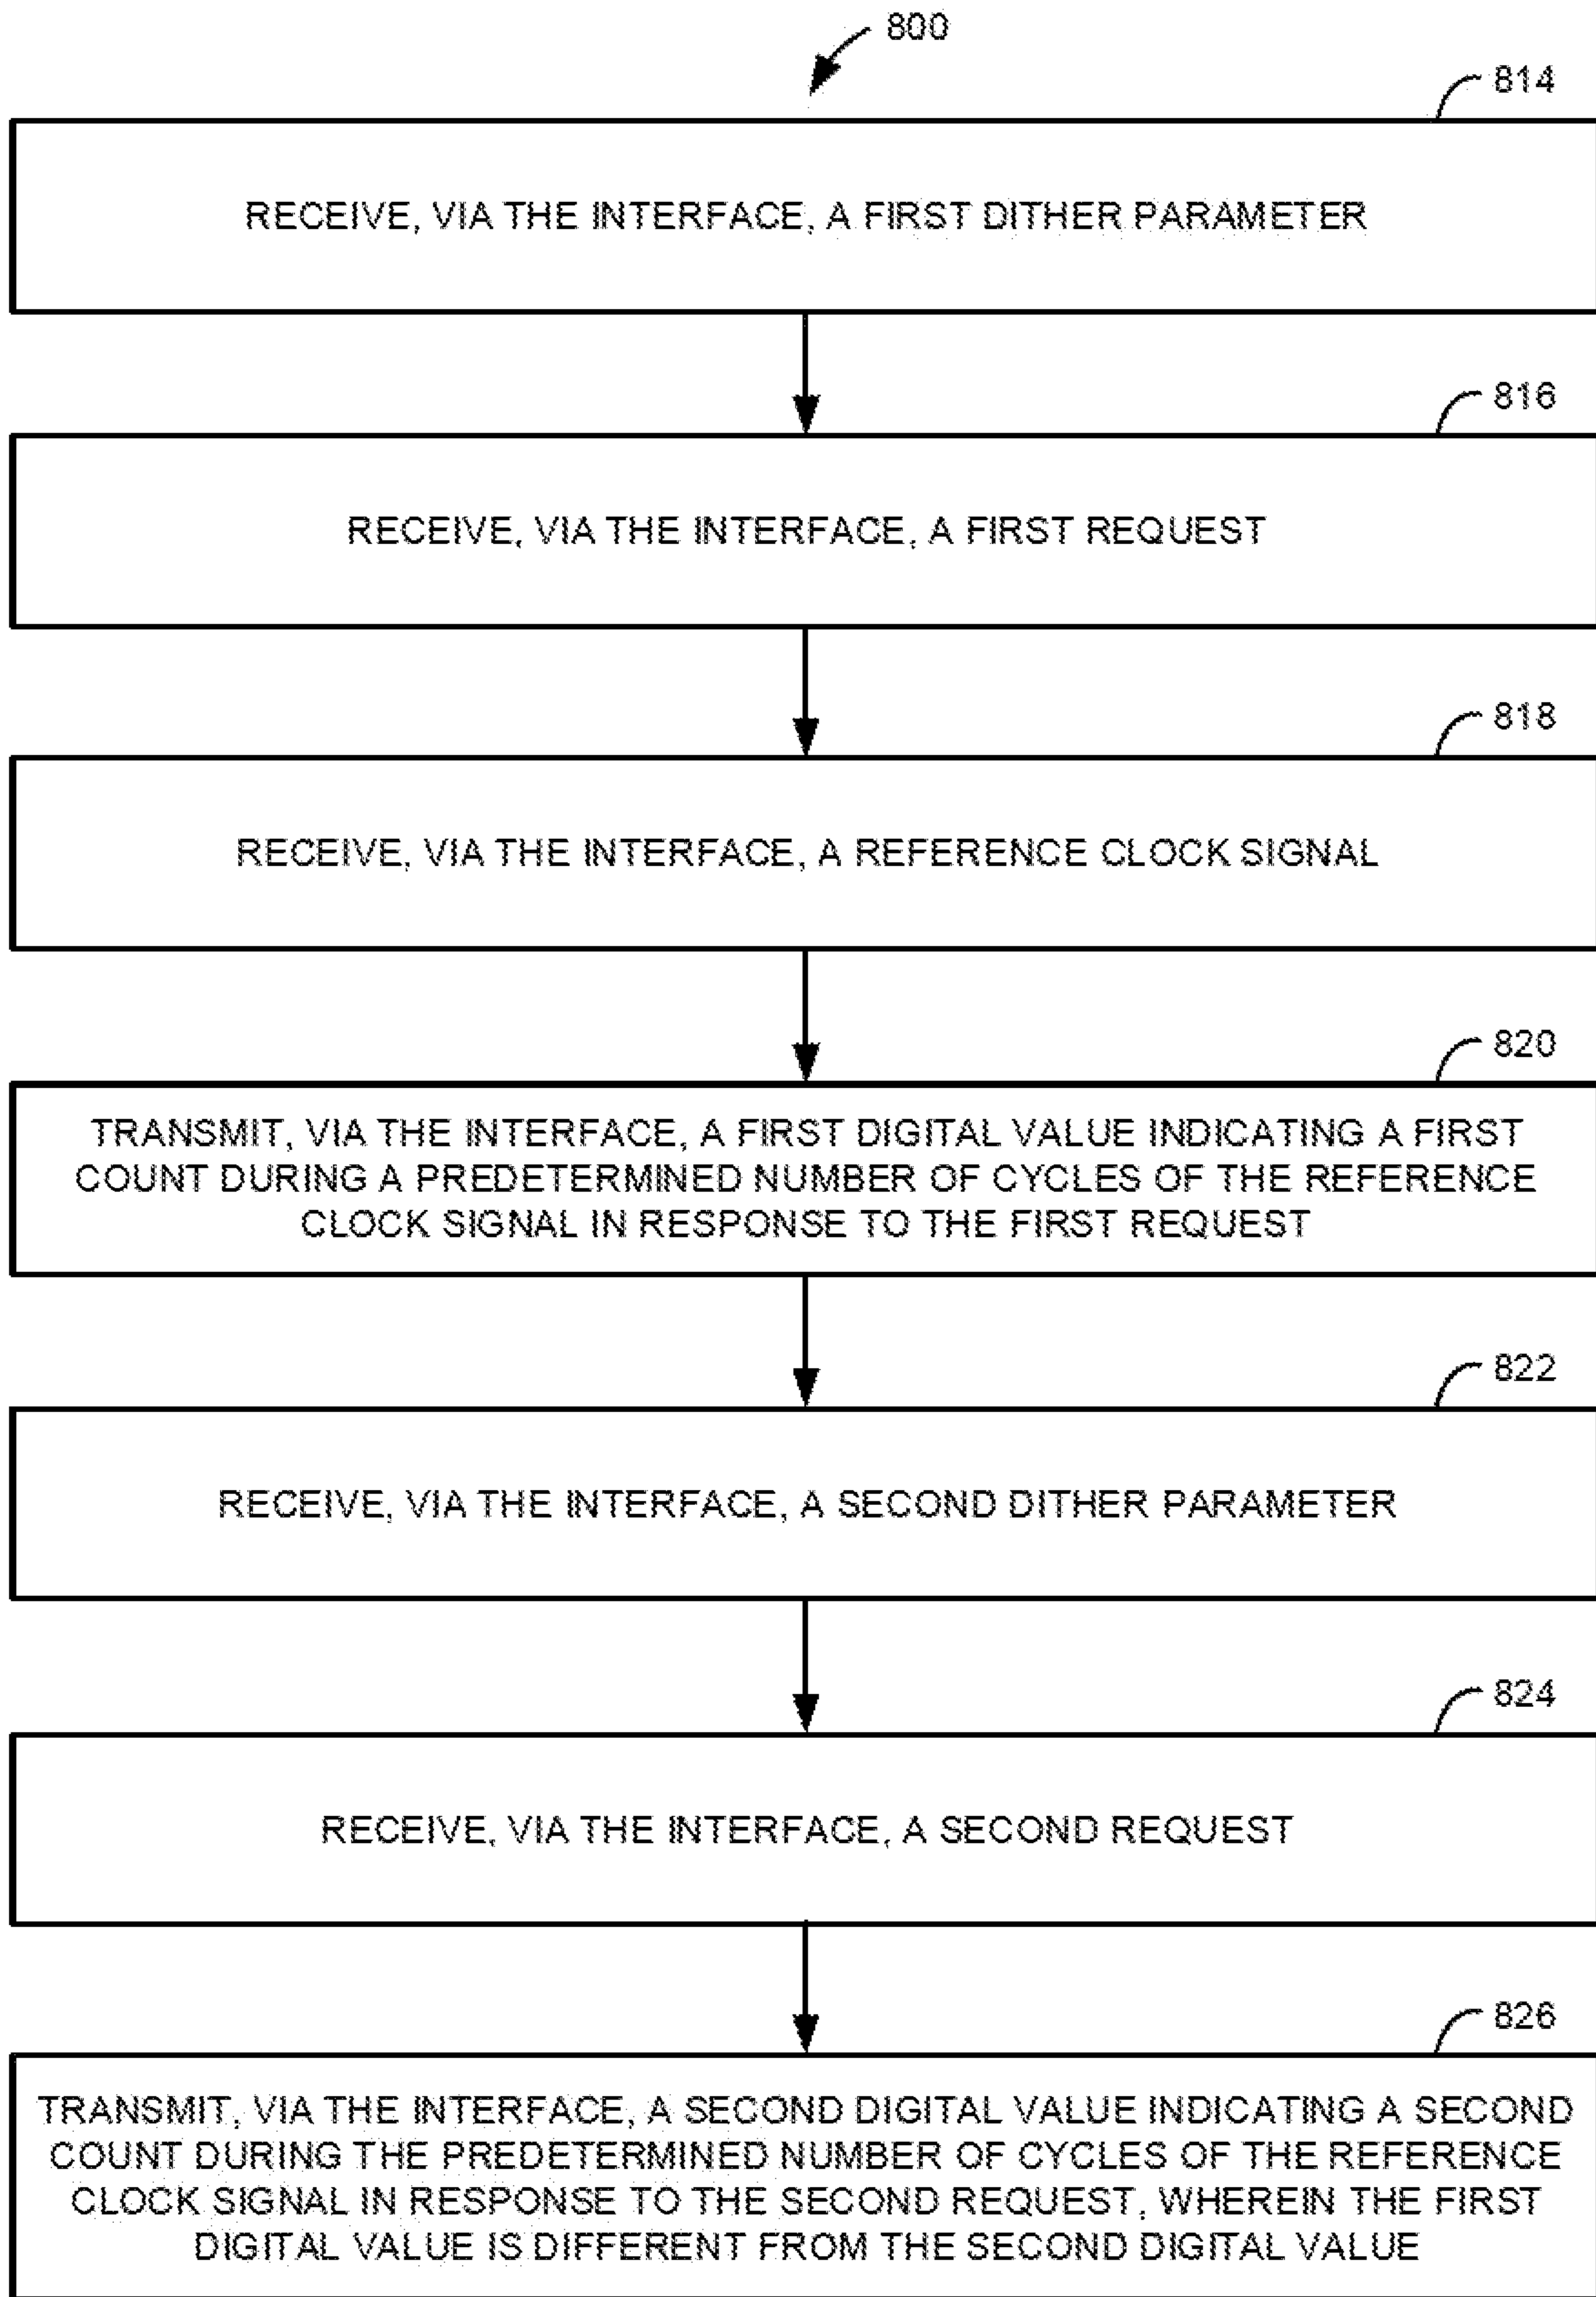 800
814
RECEIVE, VIA THE INTERFACE, A FIRST DITHER PARAMETER
816
RECEIVE, VIA THE INTERFACE, A FIRST REQUEST
818
RECEIVE, VIA THE INTERFACE, A REFERENCE CLOCK SIGNAL
820
TRANSMIT, VIA THE INTERFACE, A FIRST DIGITAL VALUE INDICATING A FIRST
COUNT DURING A PREDETERMINED NUMBER OF CYCLES OF THE REFERENCE
CLOCK SIGNAL IN RESPONSE TO THE FIRST REQUEST
822
RECEIVE, VIA THE INTERFACE, A SECOND DITHER PARAMETER
824
RECEIVE, VIA THE INTERFACE, A SECOND REQUEST
826
TRANSMIT, VIA THE INTERFACE, A SECOND DIGITAL VALUE INDICATING A SECOND
COUNT DURING THE PREDETERMINED NUMBER OF CYCLES OF THE REFERENCE
CLOCK SIGNAL IN RESPONSE TO THE SECOND REQUEST, WHEREIN THE FIRST
DIGITAL VALUE IS DIFFERENT FROM THE SECOND DIGITAL VALUE